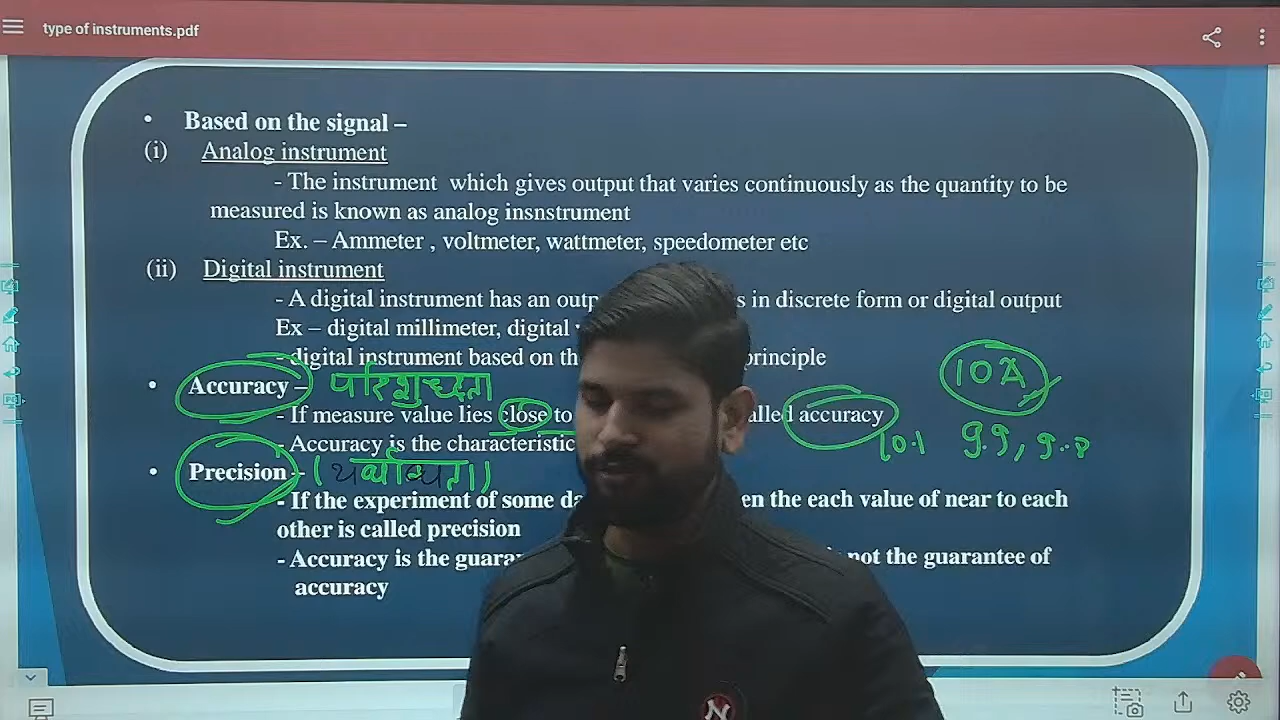 type of instruments.pdf
• Based on the signal –
(i) Analog instrument
- The instrument which gives output that varies continuously as the quantity to be
measured is known as analog insnstrument
Ex. – Ammeter , voltmeter, wattmeter, speedometer etc
(ii) Digital instrument
- A digital instrument has an outp s in discrete form or digital output
Ex – digital millimeter, digital
- digital instrument based on th principle
• Accuracy – परिशुद्धता
10A
- If measure value lies close to alled accuracy
10.1 9.9, 9.8
- Accuracy is the characteristic
• Precision –
- If the experiment of some da en the each value of near to each
other is called precision
- Accuracy is the guara not the guarantee of
accuracy
N